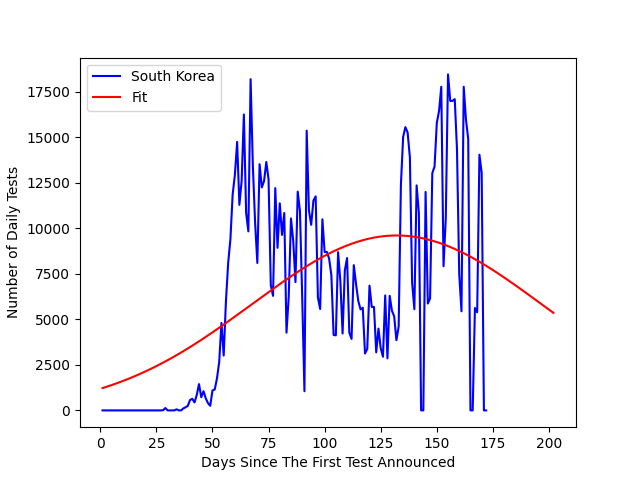 South Korea
Fit
17500
15000
12500
10000
7500
5000
2500
0
Number of Daily Tests
0 25 50 75 100 125 150 175 200
Days Since The First Test Announced